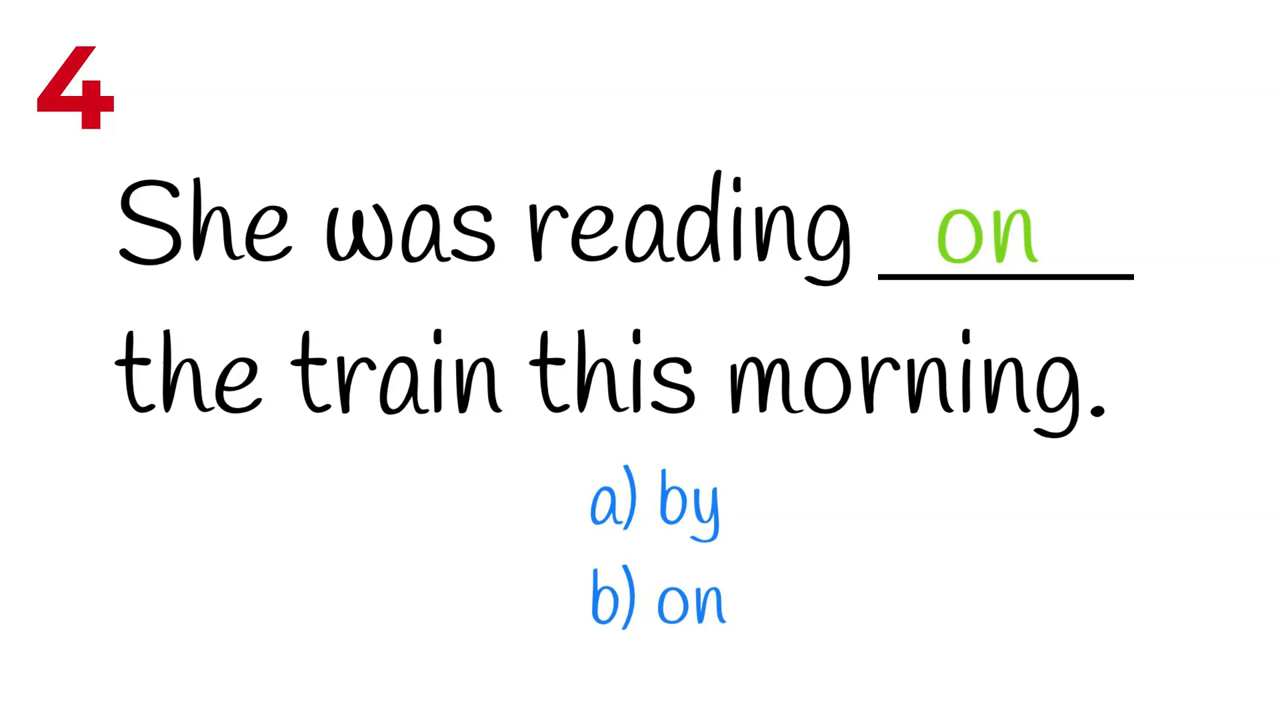 4
She was reading on
the train this morning.
a) by
b) on